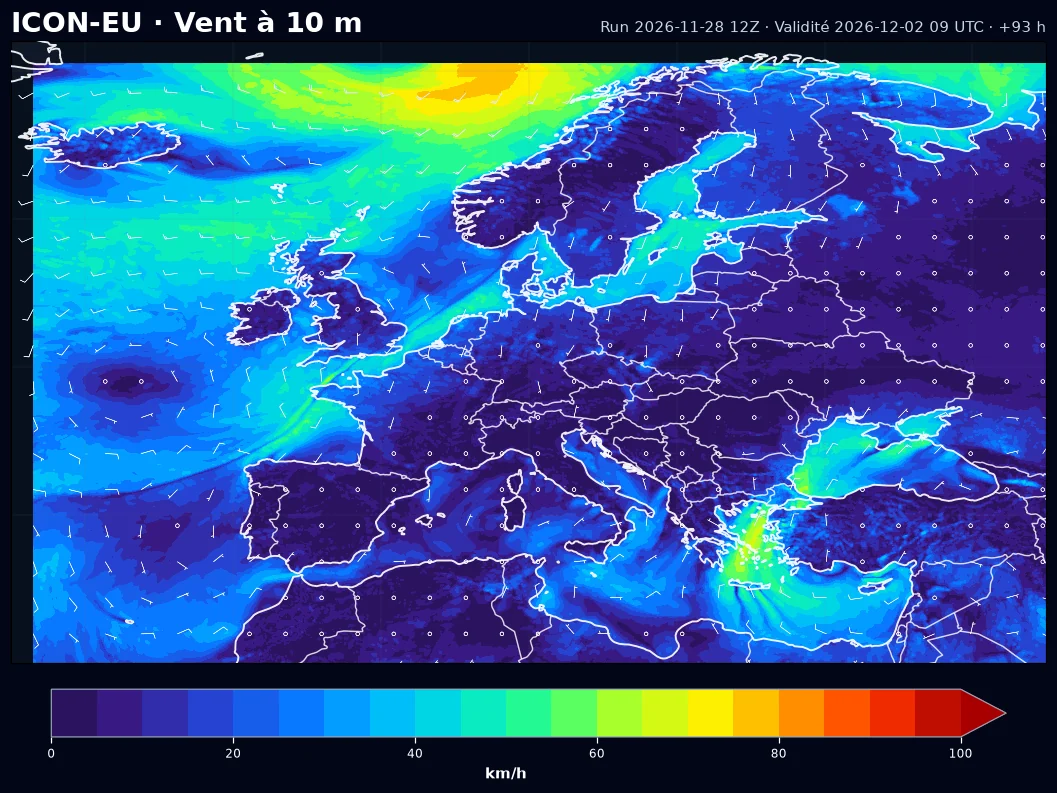 ICON-EU · Vent à 10 m
Run 2026-11-28 12Z · Validité 2026-12-02 09 UTC · +93 h
0 20 40 60 80 100
km/h